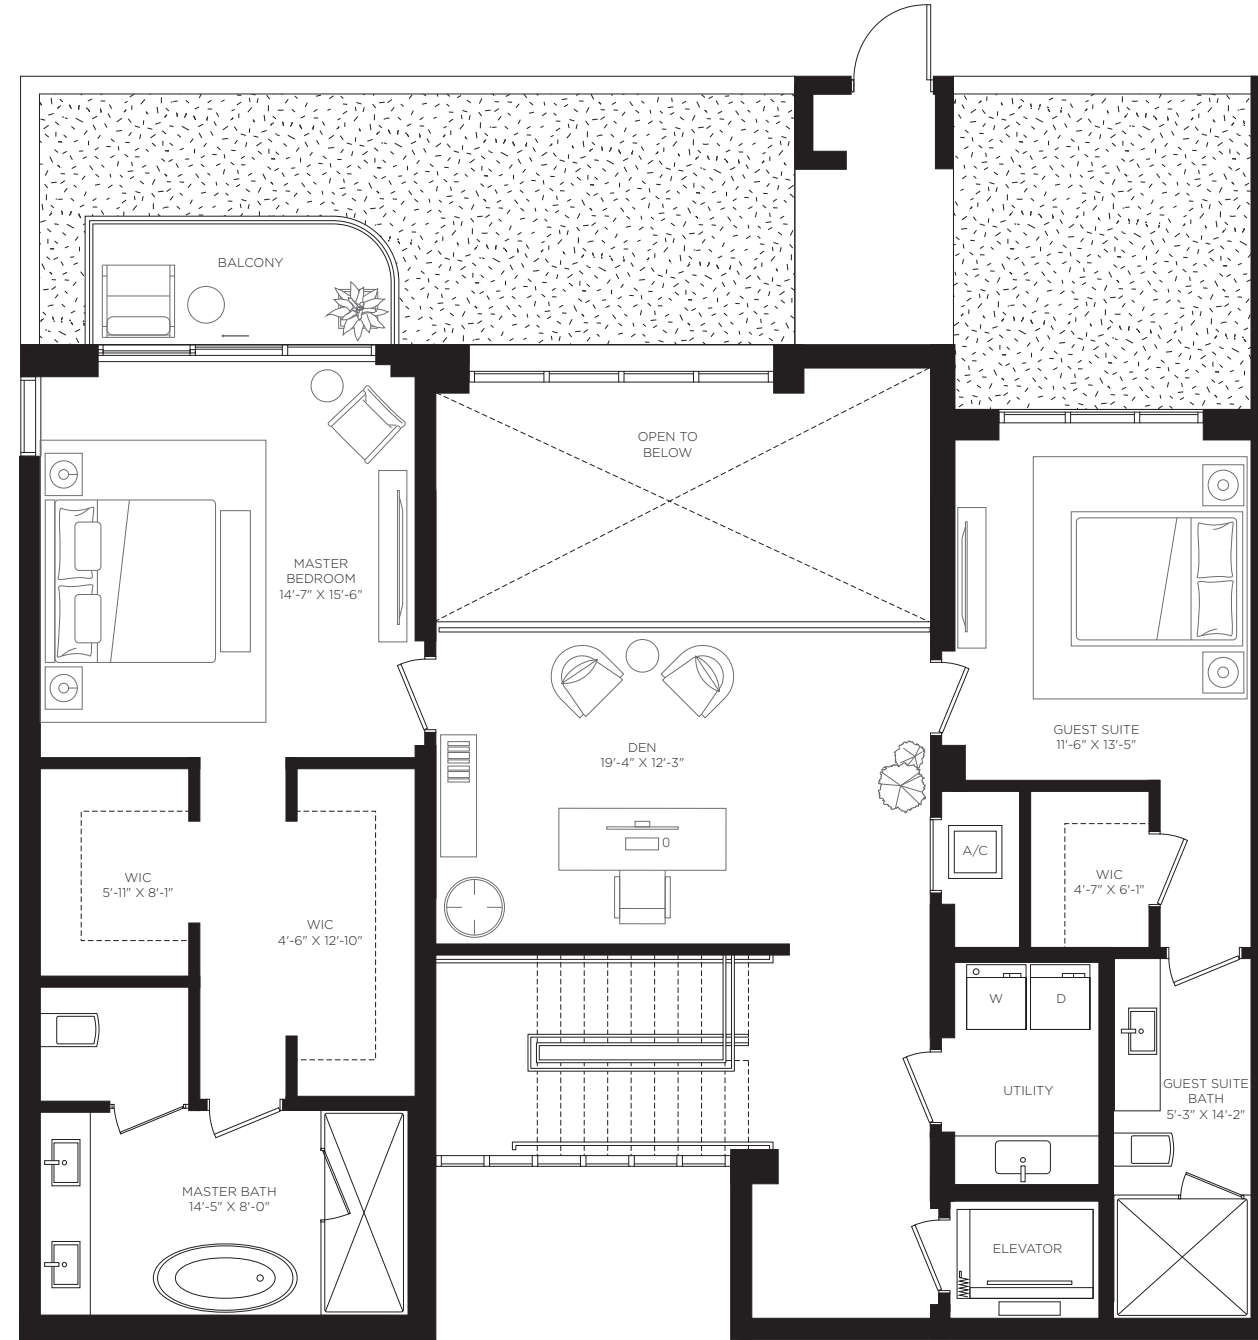 BALCONY
OPEN TO
BELOW
MASTER
BEDROOM
14'-7" X 15'-6"
GUEST SUITE
11'-6" X 13'-5"
DEN
19'-4" X 12'-3"
A/C
WIC
5'-11" X 8'-1"
WIC
4'-7" X 6'-1"
WIC
4'-6" X 12'-10"
W
D
UTILITY
GUEST SUITE
BATH
5'-3" X 14'-2"
MASTER BATH
14'-5" X 8'-0"
ELEVATOR